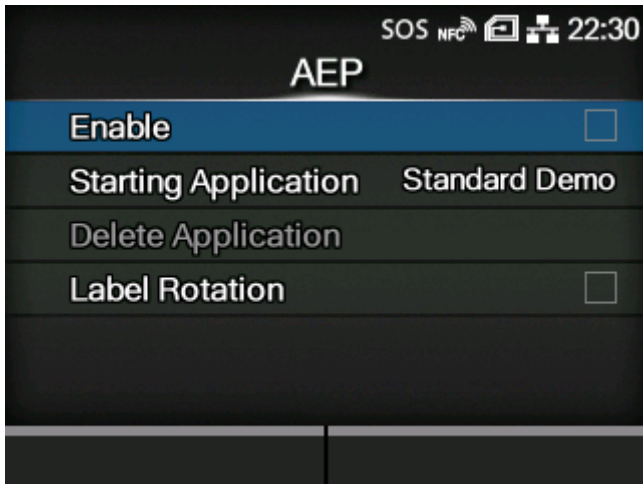 SOS NFC 22:30
AEP
Enable
Starting Application Standard Demo
Delete Application
Label Rotation